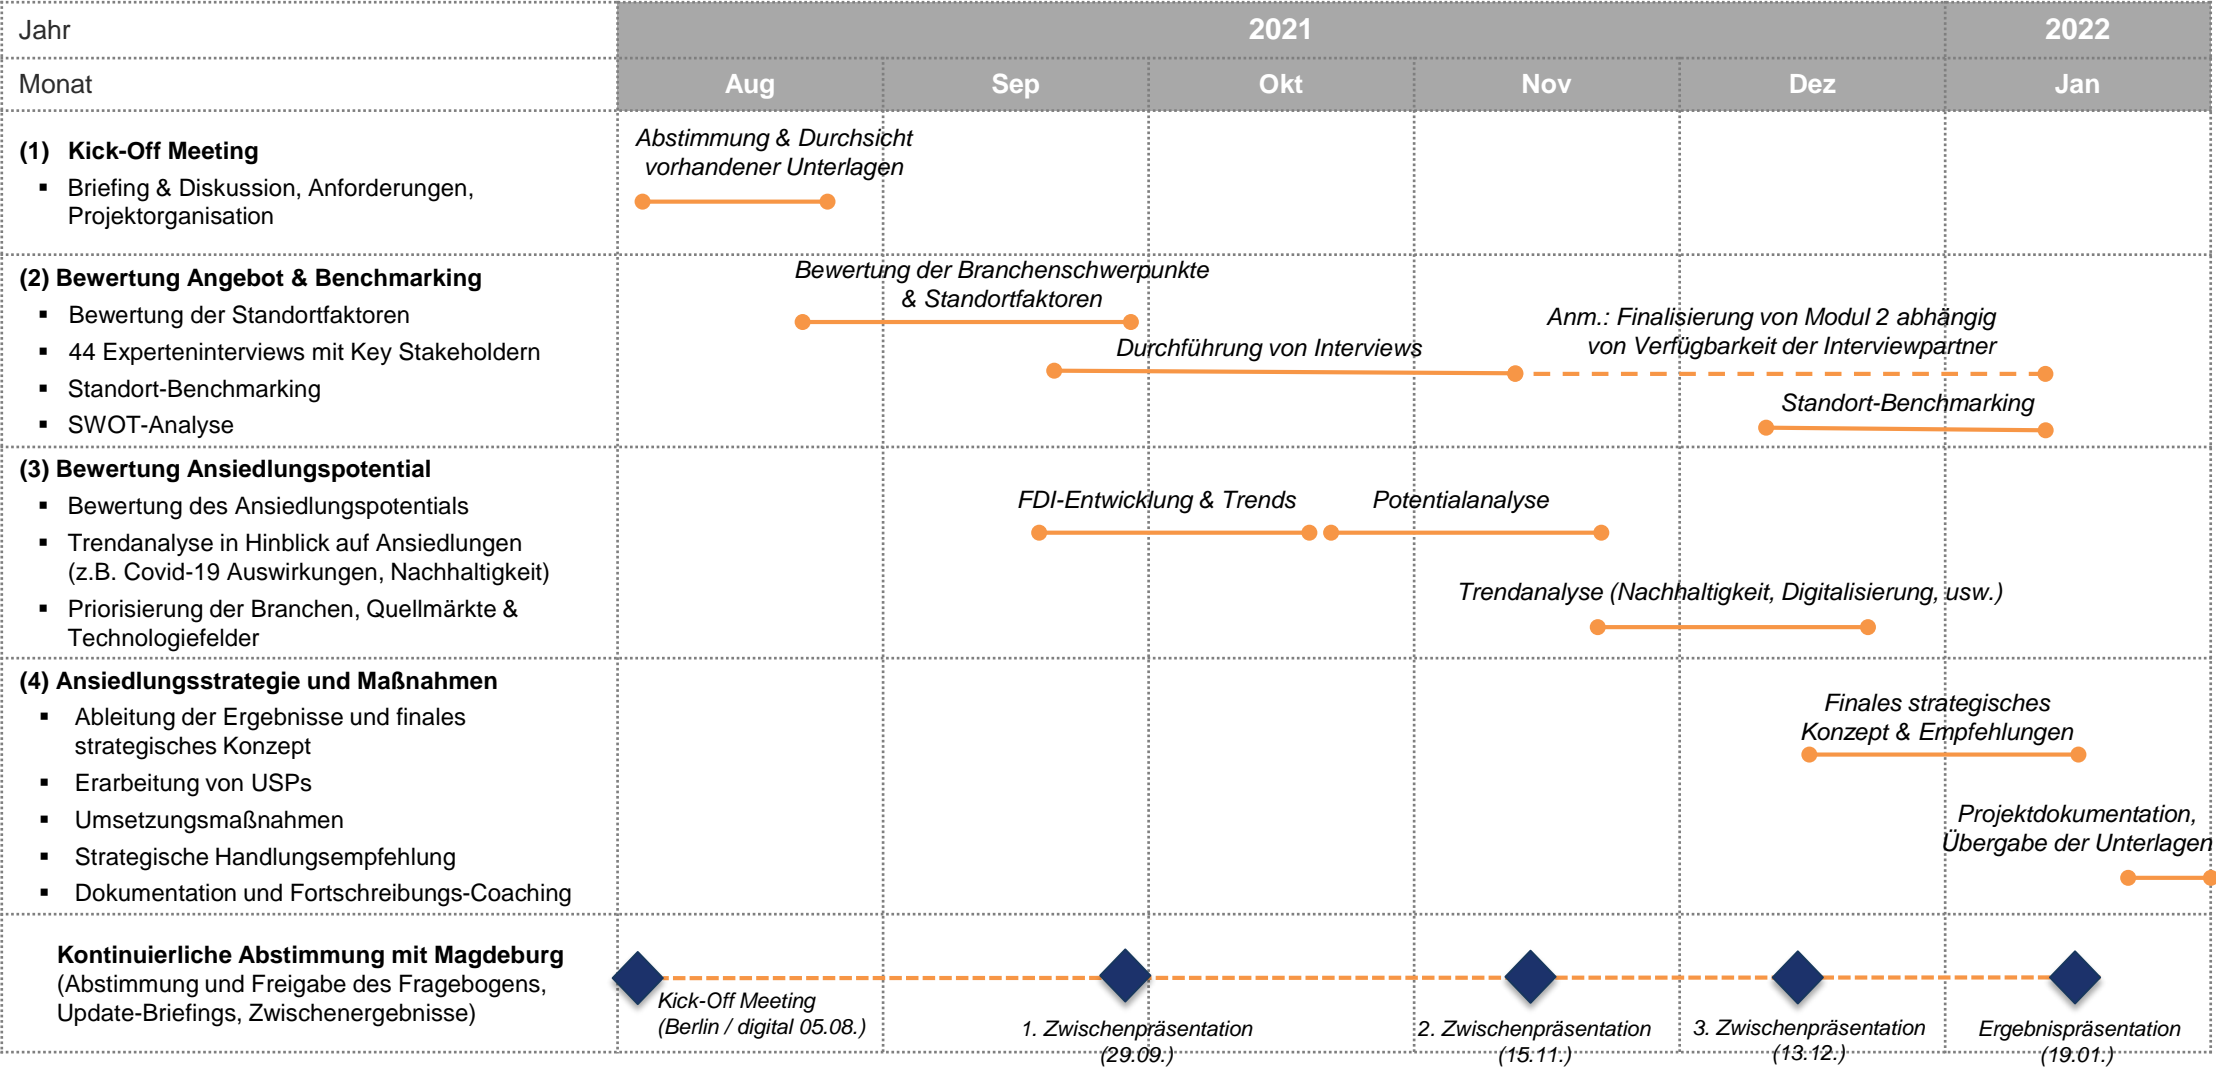 Jahr
2021
2022
Monat
Aug
Sep
Okt
Nov
Dez
Jan
(1) Kick-Off Meeting
▪ Briefing & Diskussion, Anforderungen,
Projektorganisation
Abstimmung & Durchsicht
vorhandener Unterlagen
(2) Bewertung Angebot & Benchmarking
▪ Bewertung der Standortfaktoren
▪ 44 Experteninterviews mit Key Stakeholdern
▪ Standort-Benchmarking
▪ SWOT-Analyse
Bewertung der Branchenschwerpunkte
& Standortfaktoren
Durchführung von Interviews
Anm.: Finalisierung von Modul 2 abhängig
von Verfügbarkeit der Interviewpartner
Standort-Benchmarking
(3) Bewertung Ansiedlungspotential
▪ Bewertung des Ansiedlungspotentials
▪ Trendanalyse in Hinblick auf Ansiedlungen
(z.B. Covid-19 Auswirkungen, Nachhaltigkeit)
▪ Priorisierung der Branchen, Quellmärkte &
Technologiefelder
FDI-Entwicklung & Trends
Potentialanalyse
Trendanalyse (Nachhaltigkeit, Digitalisierung, usw.)
(4) Ansiedlungsstrategie und Maßnahmen
▪ Ableitung der Ergebnisse und finales
strategisches Konzept
▪ Erarbeitung von USPs
▪ Umsetzungsmaßnahmen
▪ Strategische Handlungsempfehlung
▪ Dokumentation und Fortschreibungs-Coaching
Finales strategisches
Konzept & Empfehlungen
Projektdokumentation,
Übergabe der Unterlagen
Kontinuierliche Abstimmung mit Magdeburg
(Abstimmung und Freigabe des Fragebogens,
Update-Briefings, Zwischenergebnisse)
Kick-Off Meeting
(Berlin / digital 05.08.)
1. Zwischenpräsentation
(29.09.)
2. Zwischenpräsentation
(15.11.)
3. Zwischenpräsentation
(13.12.)
Ergebnispräsentation
(19.01.)